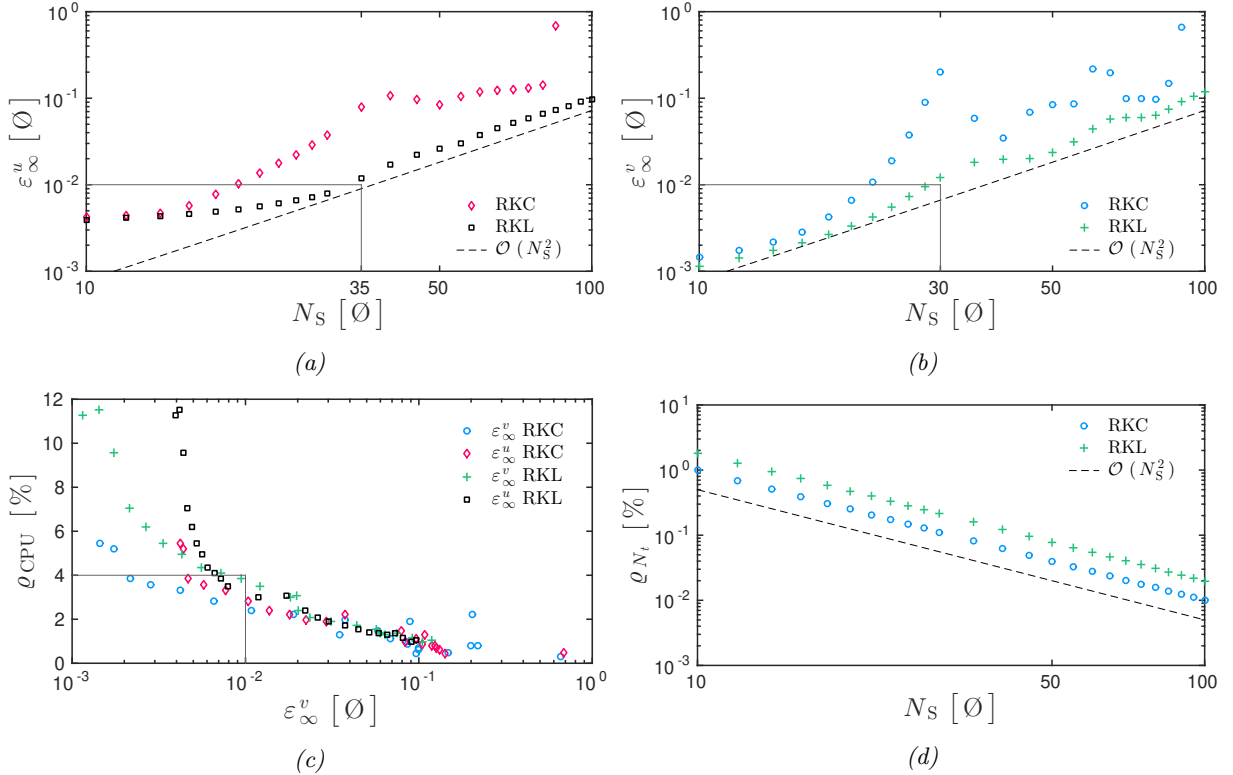 10^0
10^-1
10^-2
10^-3
ε^u_∞ [Ø]
10
35
50
100
N_S [Ø]
RKC
RKL
O (N_S^2)
(a)
10^0
10^-1
10^-2
10^-3
ε^v_∞ [Ø]
10
30
50
100
N_S [Ø]
RKC
RKL
O (N_S^2)
(b)
12
10
8
6
4
2
0
ϱ_CPU [%]
10^-3
10^-2
10^-1
10^0
ε^v_∞ [Ø]
ε^v_∞ RKC
ε^u_∞ RKC
ε^v_∞ RKL
ε^u_∞ RKL
(c)
10^1
10^0
10^-1
10^-2
10^-3
ϱ_{N_t} [%]
10
50
100
N_S [Ø]
RKC
RKL
O (N_S^2)
(d)